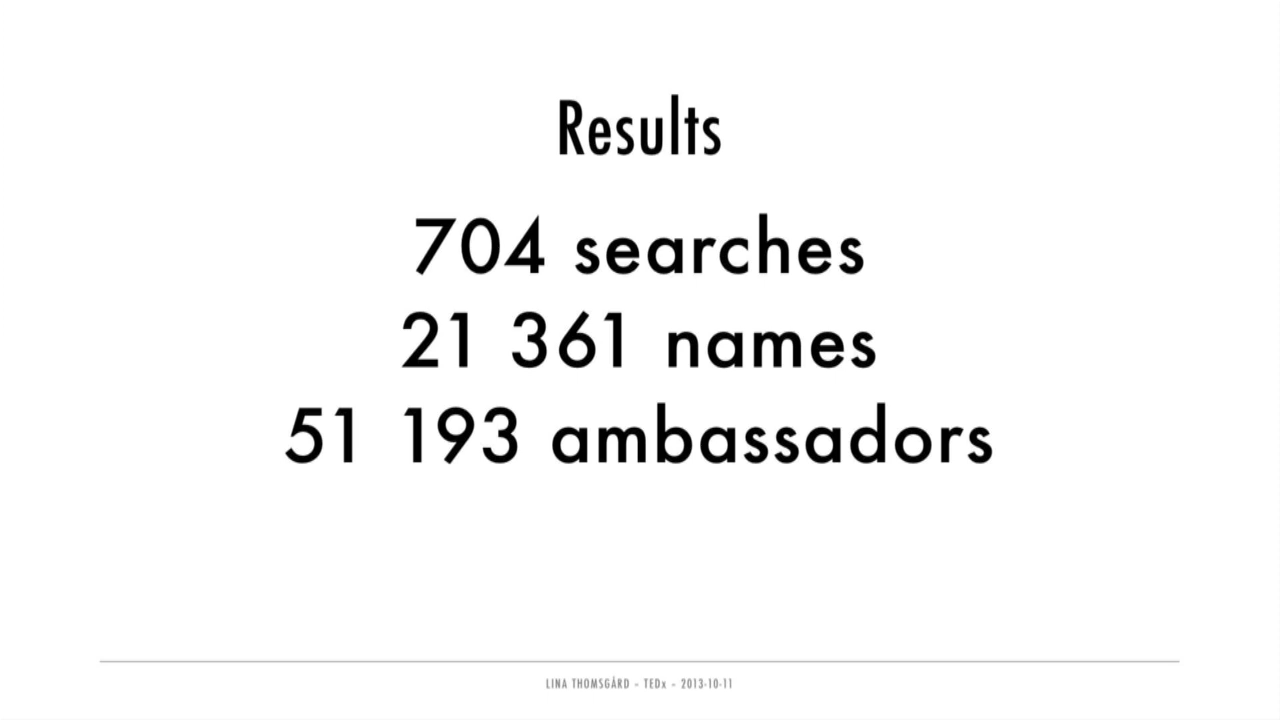 Results
704 searches
21 361 names
51 193 ambassadors
LINA THOMSGÅRD – TEDx – 2013-10-11